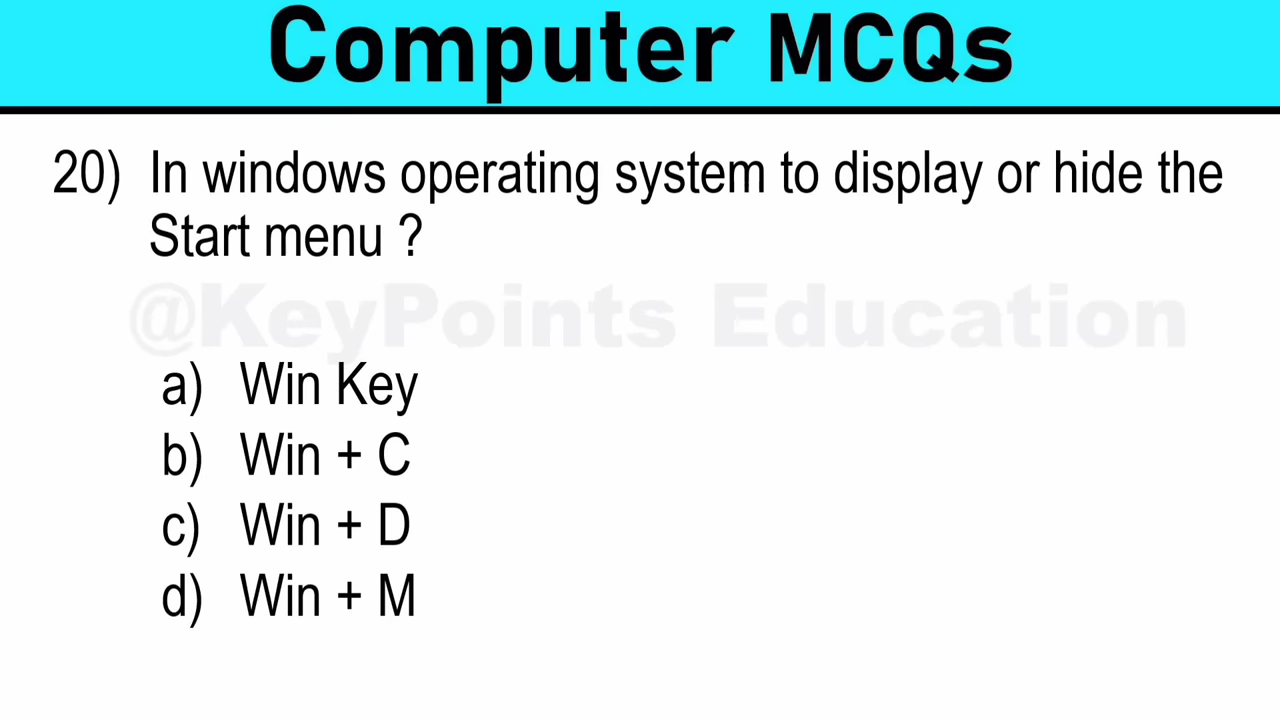 Computer MCQs
20) In windows operating system to display or hide the
Start menu ?
@KeyPoints Education
a) Win Key
b) Win + C
c) Win + D
d) Win + M